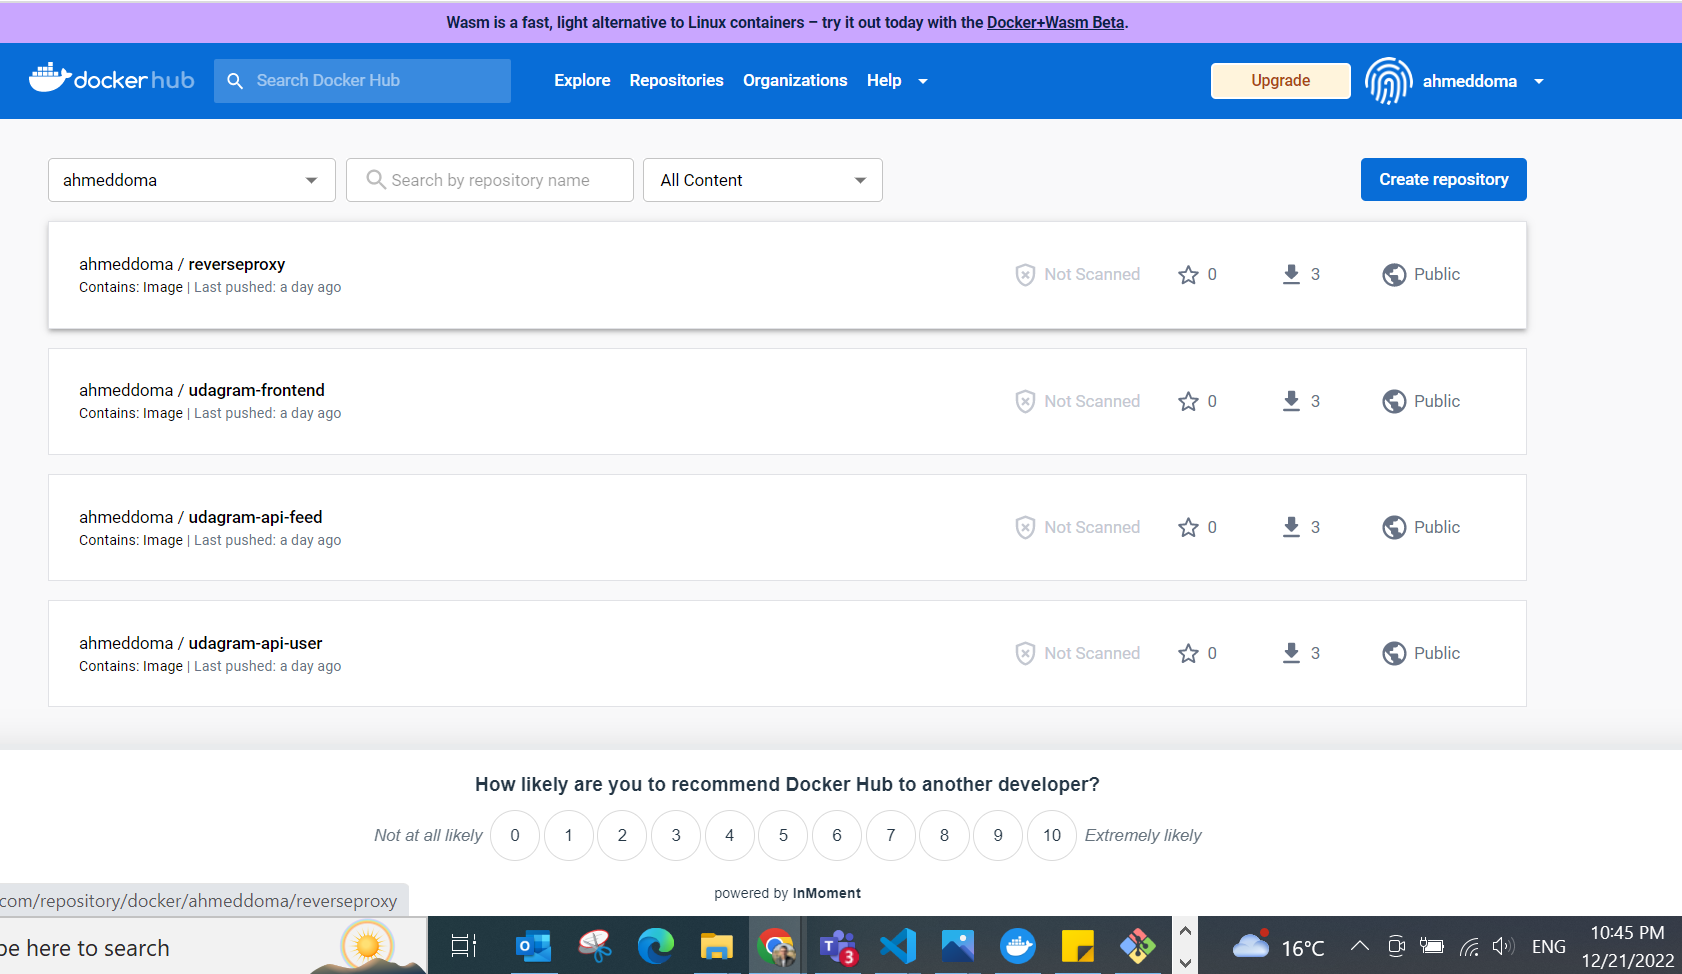 Wasm is a fast, light alternative to Linux containers – try it out today with the Docker+Wasm Beta.
dockerhub Search Docker Hub Explore Repositories Organizations Help Upgrade ahmeddoma
ahmeddoma Search by repository name All Content Create repository
ahmeddoma / reverseproxy
Contains: Image | Last pushed: a day ago
Not Scanned 0 3 Public
ahmeddoma / udagram-frontend
Contains: Image | Last pushed: a day ago
Not Scanned 0 3 Public
ahmeddoma / udagram-api-feed
Contains: Image | Last pushed: a day ago
Not Scanned 0 3 Public
ahmeddoma / udagram-api-user
Contains: Image | Last pushed: a day ago
Not Scanned 0 3 Public
How likely are you to recommend Docker Hub to another developer?
Not at all likely 0 1 2 3 4 5 6 7 8 9 10 Extremely likely
powered by InMoment
com/repository/docker/ahmeddoma/reverseproxy
pe here to search
3
16°C
ENG
10:45 PM
12/21/2022